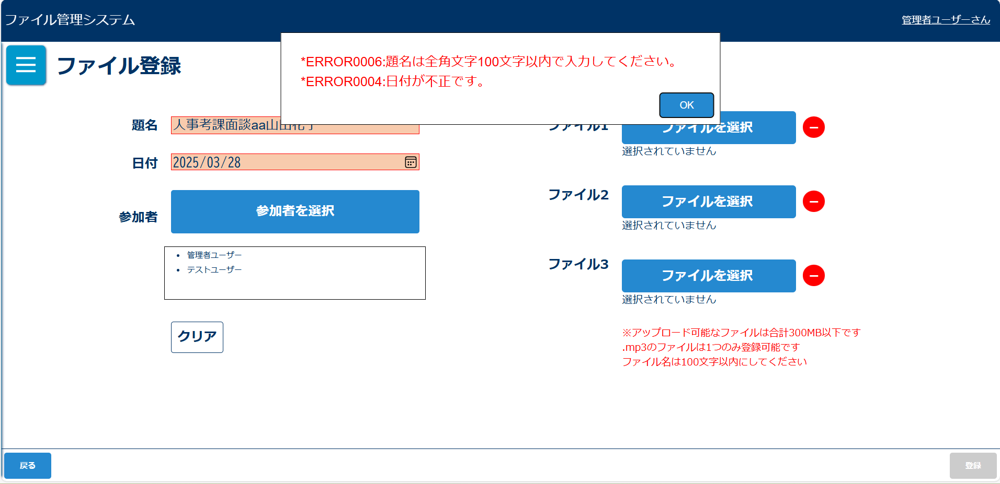 ファイル管理システム
管理者ユーザーさん
ファイル登録
*ERROR0006:題名は全角文字100文字以内で入力してください。
*ERROR0004:日付が不正です。
OK
題名
人事考課面談aa山田花子
日付
2025/03/28
参加者
参加者を選択
管理者ユーザー
テストユーザー
クリア
ファイル1
ファイルを選択
選択されていません
ファイル2
ファイルを選択
選択されていません
ファイル3
ファイルを選択
選択されていません
※アップロード可能なファイルは合計300MB以下です
.mp3のファイルは1つのみ登録可能です
ファイル名は100文字以内にしてください
戻る
登録